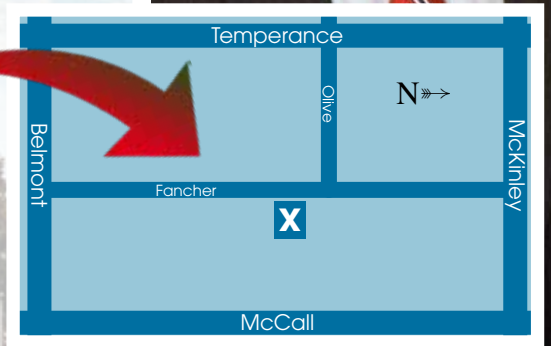 Temperance
Olive
N
Belmont
McKinley
Fancher
X
McCall